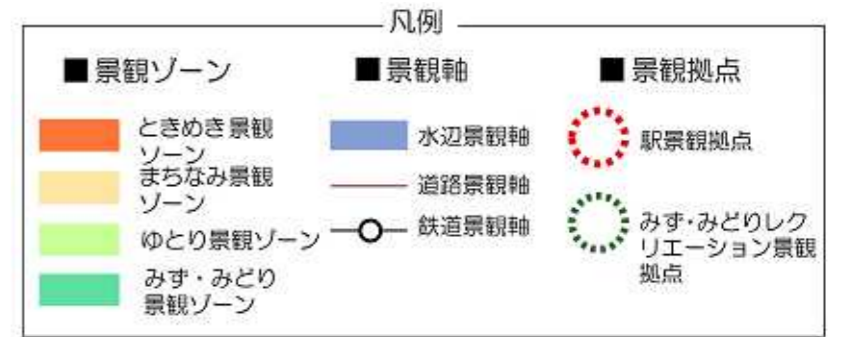 凡例
■景観ゾーン
ときめき景観
ゾーン
まちなみ景観
ゾーン
ゆとり景観ゾーン
みず・みどり
景観ゾーン
■景観軸
水辺景観軸
道路景観軸
鉄道景観軸
■景観拠点
駅景観拠点
みず・みどりレク
リエーション景観
拠点